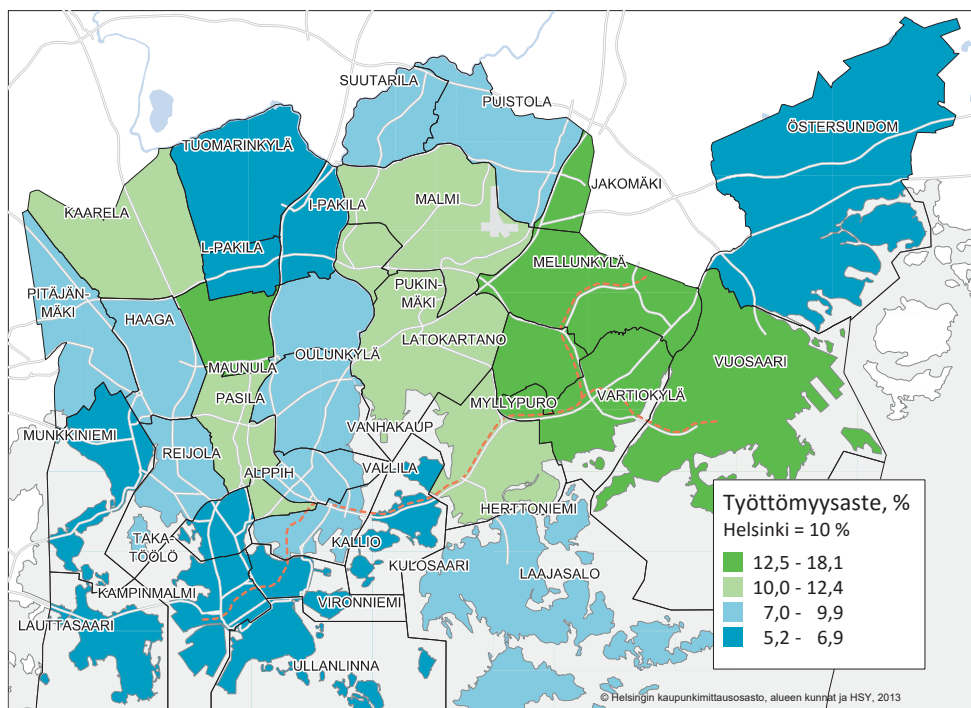 SUUTARILA
PUISTOLA
ÖSTERSUNDOM
TUOMARINKYLÄ
JAKOMÄKI
I-PAKILA
MALMI
KAARELA
L-PAKILA
MELLUNKYLÄ
PUKIN-
MÄKI
PITÄJÄN-
MÄKI
HAAGA
LATOKARTANO
OULUNKYLÄ
VUOSAARI
MAUNULA
PASILA
MYLLYPURO
VARTIOKYLÄ
MUNKKINIEMI
VANHAKAUP
REIJOLA
ALPPIH
VALLILA
HERTTONIEMI
TAKA-
TÖÖLÖ
KALLIO
KULOSAARI
LAAJASALO
KAMPINMALMI
VIRONNIEMI
LAUTTASAARI
ULLANLINNA
Työttömyysaste, %
Helsinki = 10 %
12,5 - 18,1
10,0 - 12,4
7,0 - 9,9
5,2 - 6,9
© Helsingin kaupunkimittausosasto, alueen kunnat ja HSY, 2013